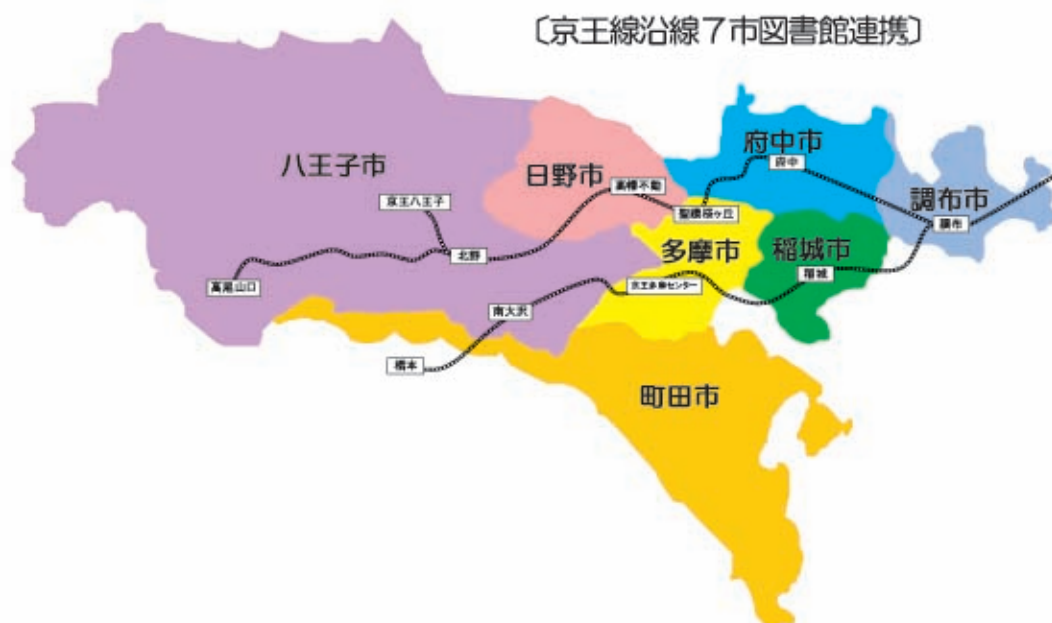 〔京王線沿線7市図書館連携〕
府中市
府中
八王子市
日野市
高幡不動
調布市
京王八王子
聖蹟桜ヶ丘
調布
多摩市
稲城市
北野
稲城
高尾山口
京王多摩センター
南大沢
橋本
町田市